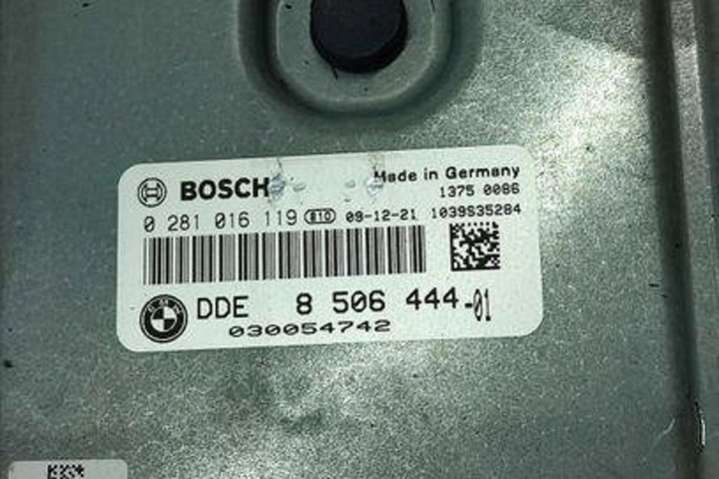 BOSCH
Made in Germany
1375 0086
0 281 016 119 810 09-12-21 1039S35284
DDE 8 506 444-01
030054742